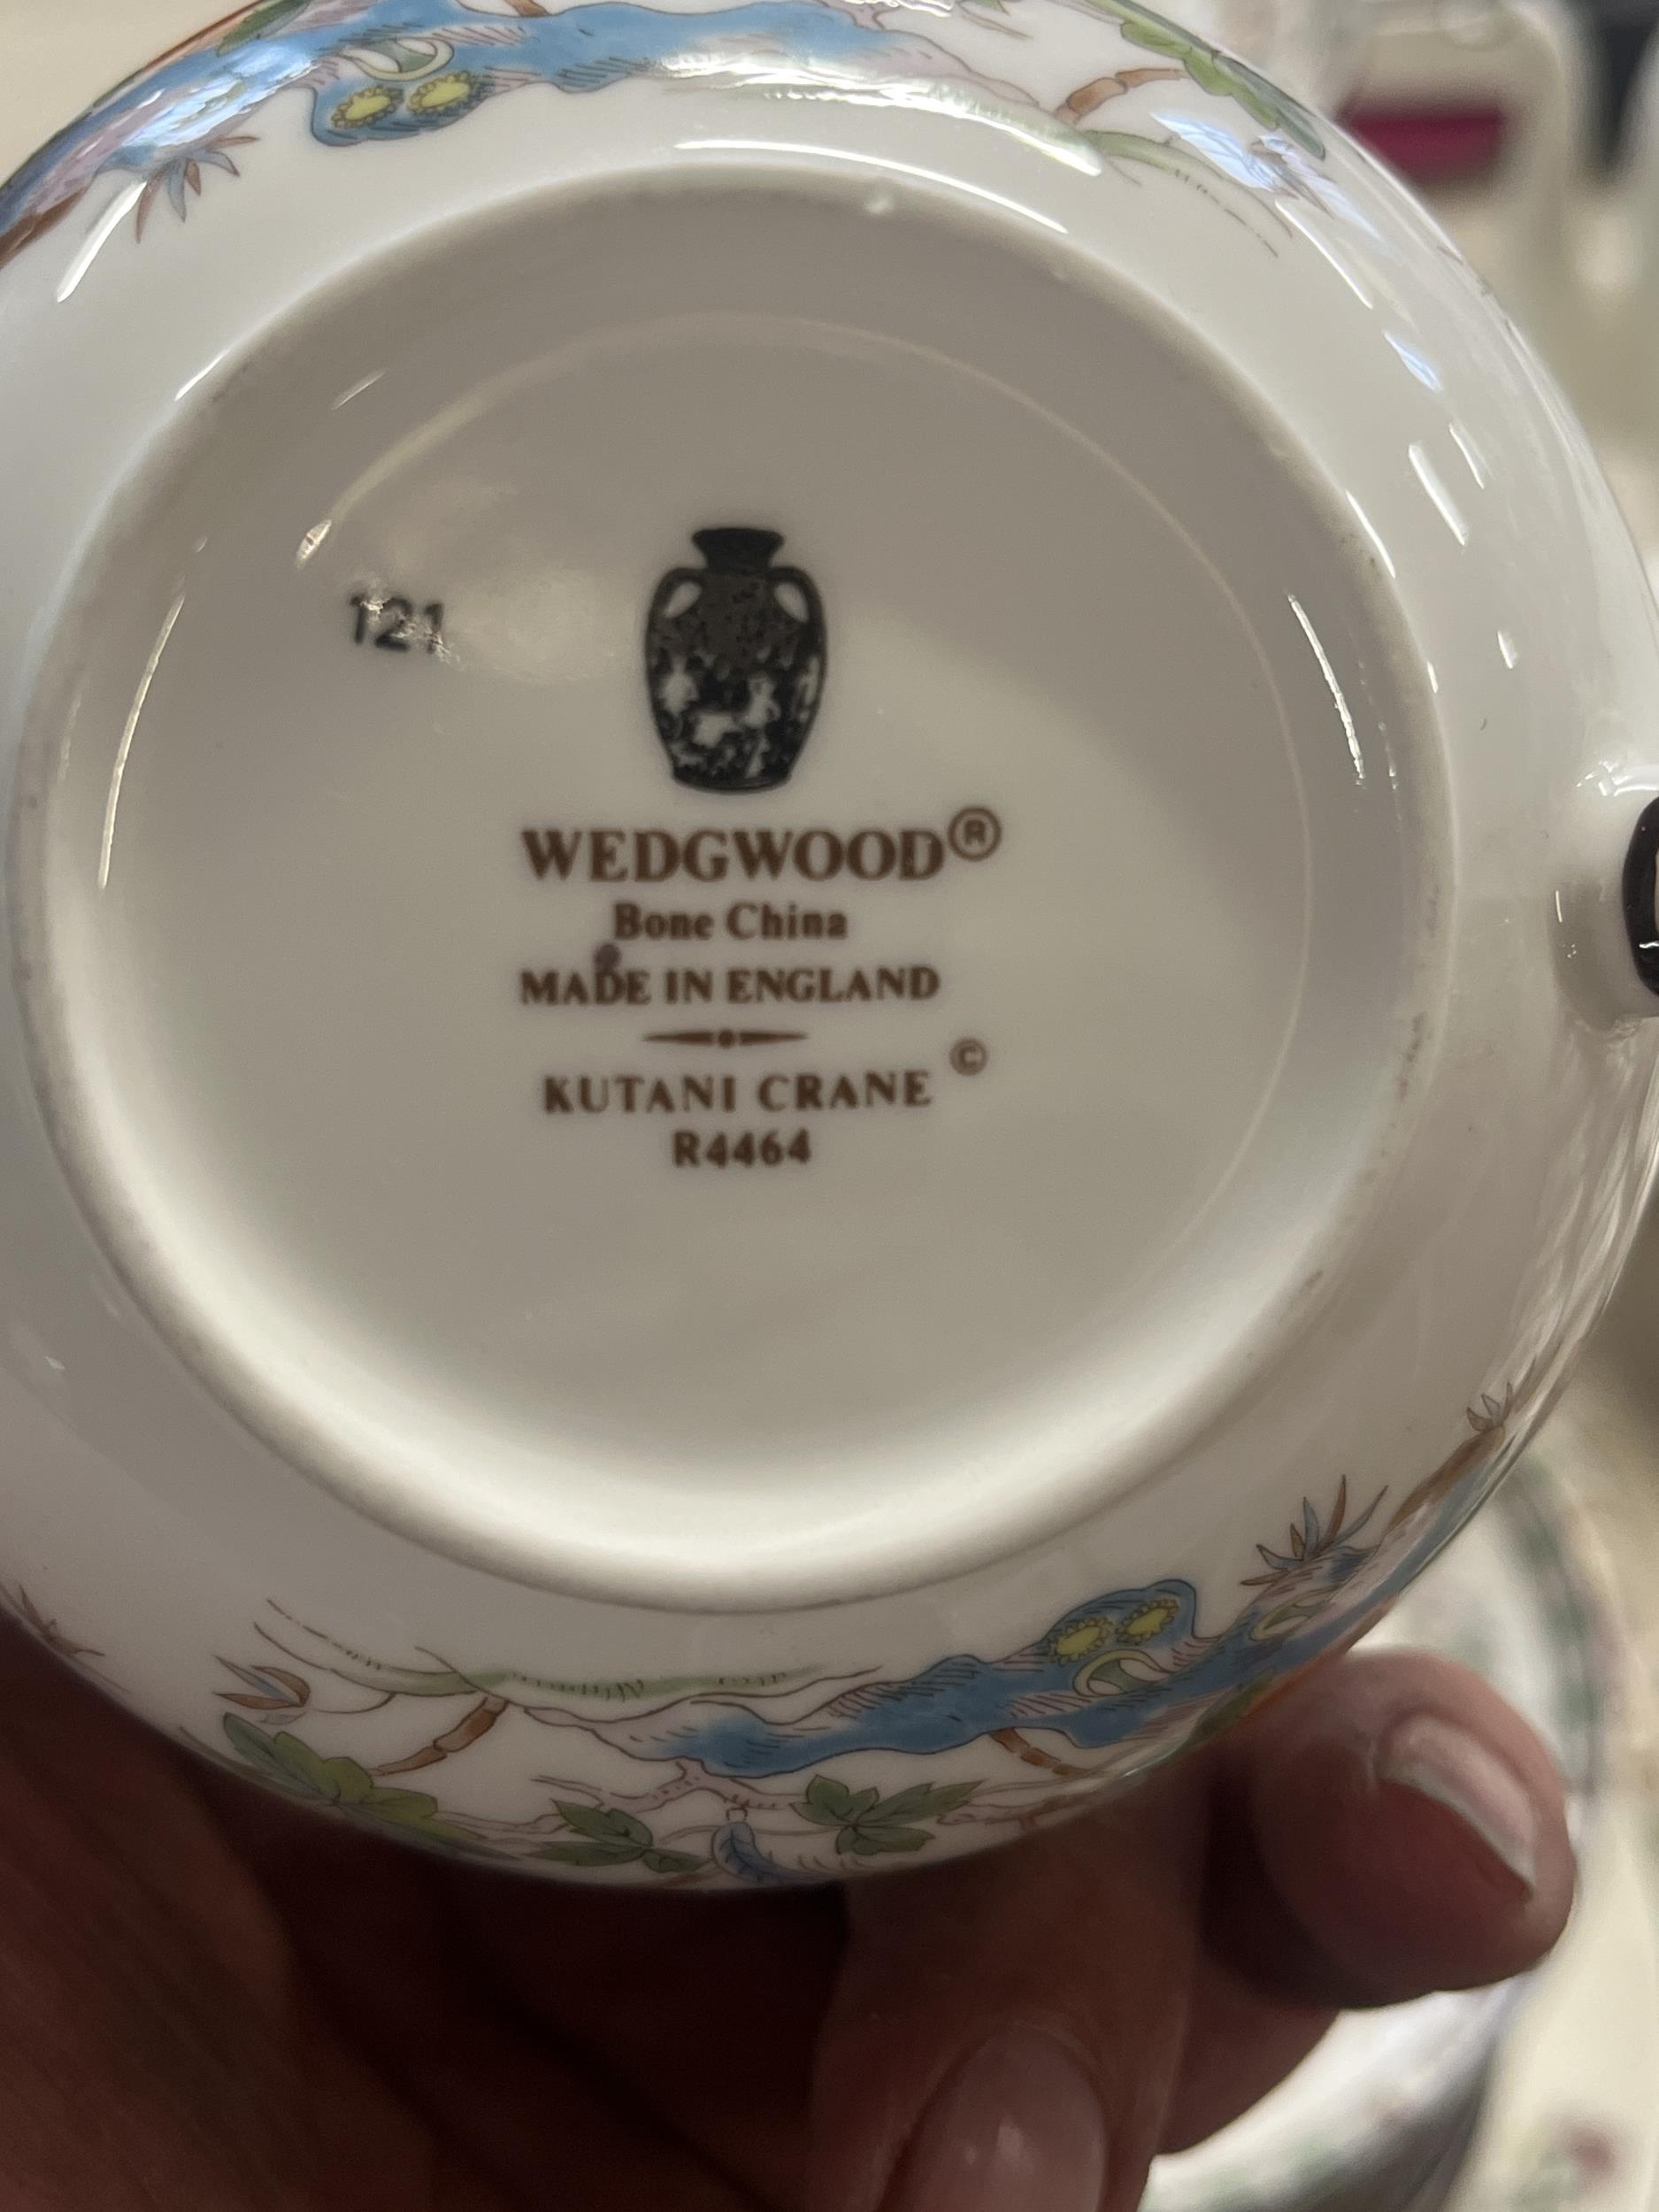 121
WEDGWOOD®
Bone China
MADE IN ENGLAND
KUTANI CRANE ©
R4464